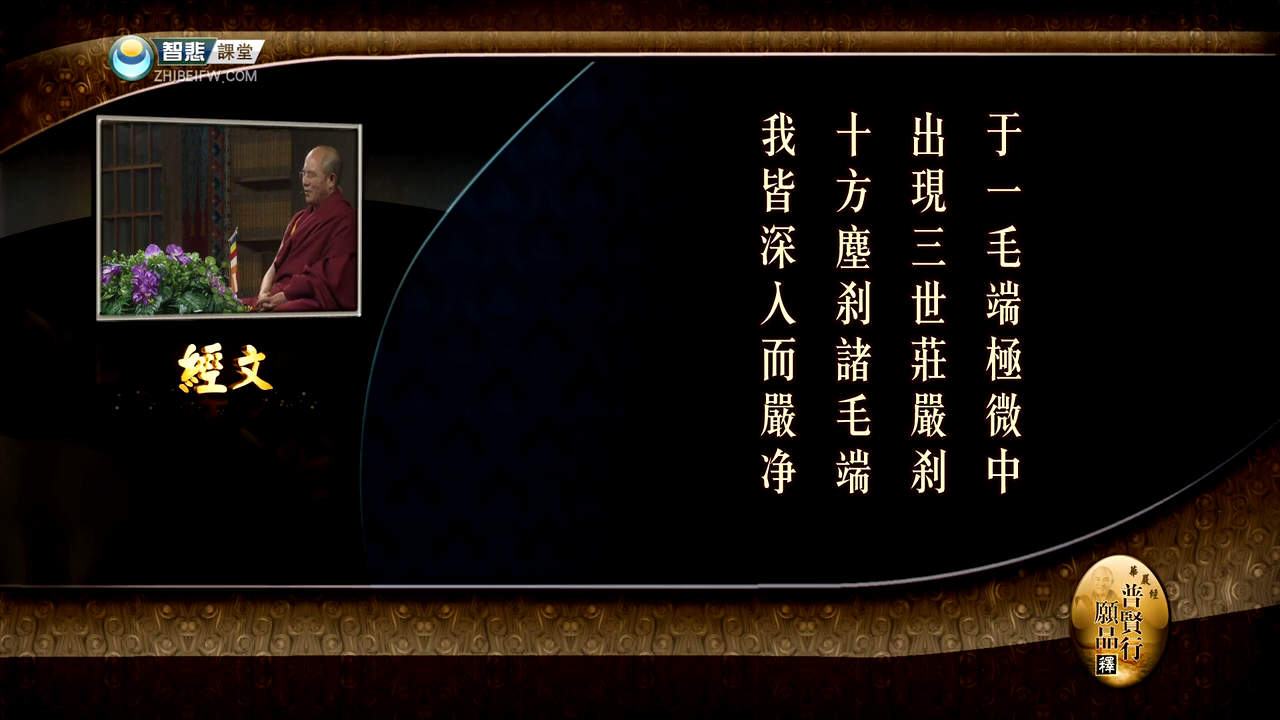 智悲課堂
ZHIBEIFW.COM
于一毛端極微中
出現三世莊嚴剎
十方塵剎諸毛端
我皆深入而嚴净
經文
華嚴經
普賢行
願品
釋